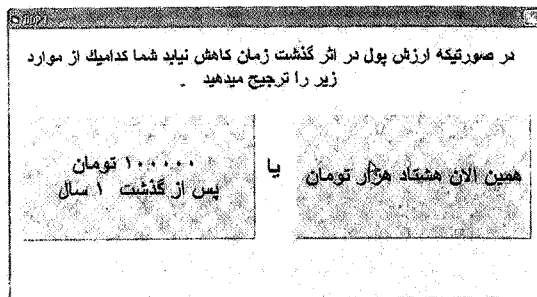 در صورتیکه ارزش پول در اثر گذشت زمان کاهش نیابد شما کدامیک از موارد
زیر را ترجیح میدهید .
همین الان هشتاد هزار تومان
یا
۱۰۰۰۰۰ تومان
پس از گذشت ۱ سال